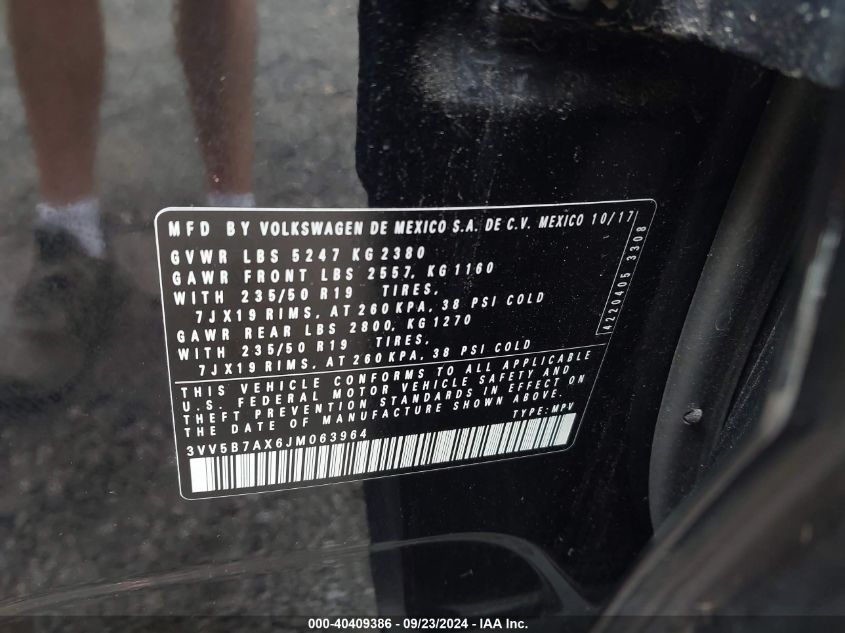 MFD BY VOLKSWAGEN DE MEXICO S.A. DE C.V. MEXICO 10/17
GVWR LBS 5247 KG 2380
GAWR FRONT LBS 2557, KG 1160
WITH 235/50 R19 TIRES,
7JX19 RIMS, AT 260 KPA, 38 PSI COLD
GAWR REAR LBS 2800, KG 1270
WITH 235/50 R19 TIRES,
7JX19 RIMS, AT 260 KPA, 38 PSI COLD
4220405 3308
THIS VEHICLE CONFORMS TO ALL APPLICABLE
U.S. FEDERAL MOTOR VEHICLE SAFETY AND
THEFT PREVENTION STANDARDS IN EFFECT ON
THE DATE OF MANUFACTURE SHOWN ABOVE.
TYPE: MPV
3VV5B7AX6JM063964
000-40409386 - 09/23/2024 - IAA Inc.